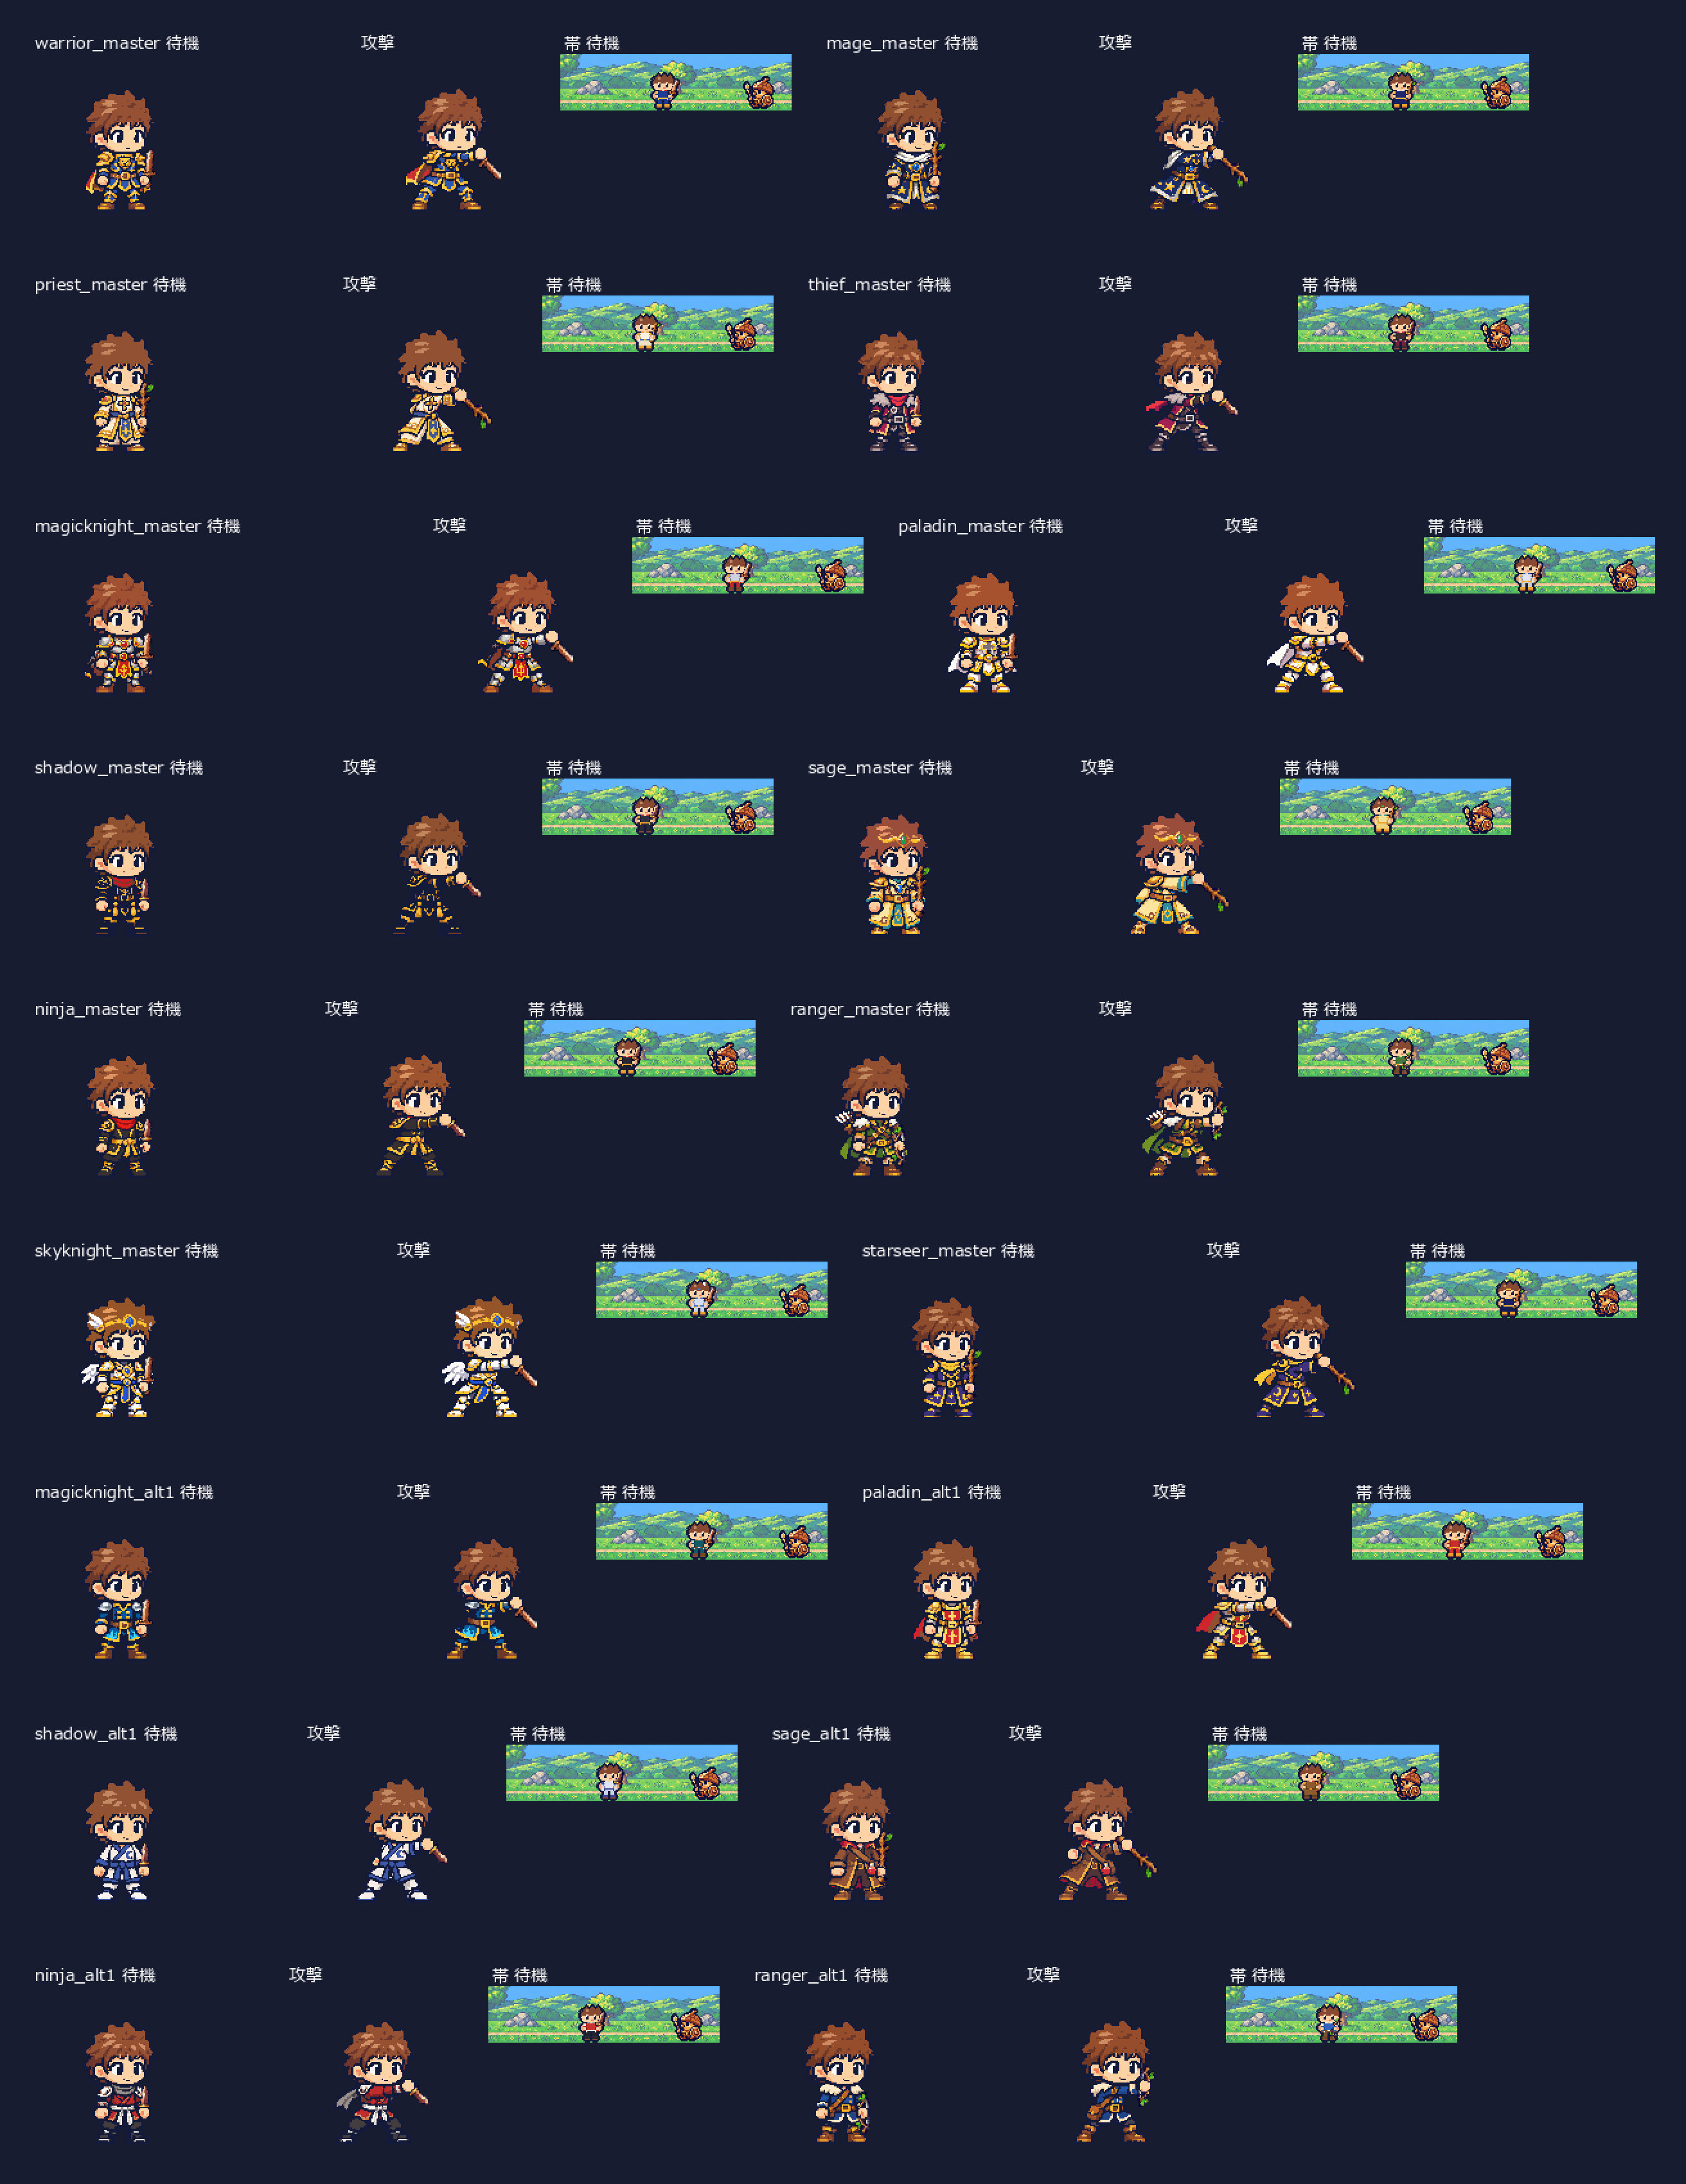 warrior_master 待機 攻撃 帯 待機 mage_master 待機 攻撃 帯 待機
priest_master 待機 攻撃 帯 待機 thief_master 待機 攻撃 帯 待機
magicknight_master 待機 攻撃 帯 待機 paladin_master 待機 攻撃 帯 待機
shadow_master 待機 攻撃 帯 待機 sage_master 待機 攻撃 帯 待機
ninja_master 待機 攻撃 帯 待機 ranger_master 待機 攻撃 帯 待機
skyknight_master 待機 攻撃 帯 待機 starseer_master 待機 攻撃 帯 待機
magicknight_alt1 待機 攻撃 帯 待機 paladin_alt1 待機 攻撃 帯 待機
shadow_alt1 待機 攻撃 帯 待機 sage_alt1 待機 攻撃 帯 待機
ninja_alt1 待機 攻撃 帯 待機 ranger_alt1 待機 攻撃 帯 待機